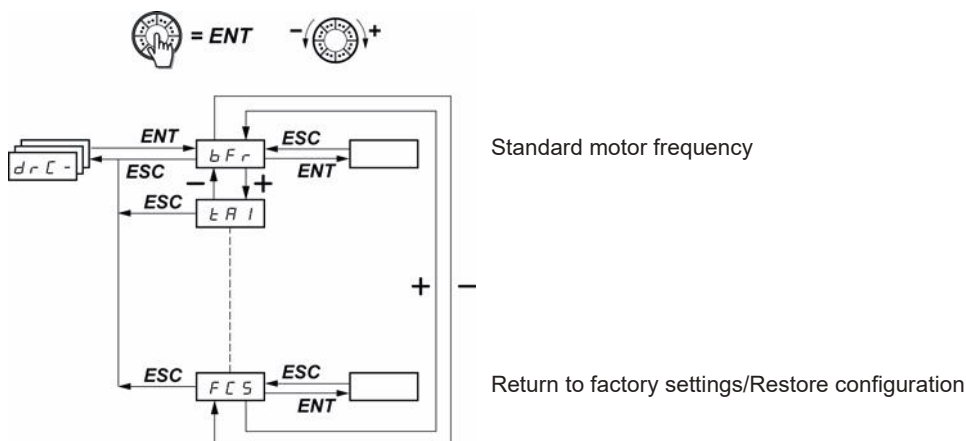 = ENT - +
ENT
ESC
drC-
bFr
ESC
ENT
Standard motor frequency
- +
ESC
tA1
+ -
ESC
FCS
ESC
ENT
Return to factory settings/Restore configuration